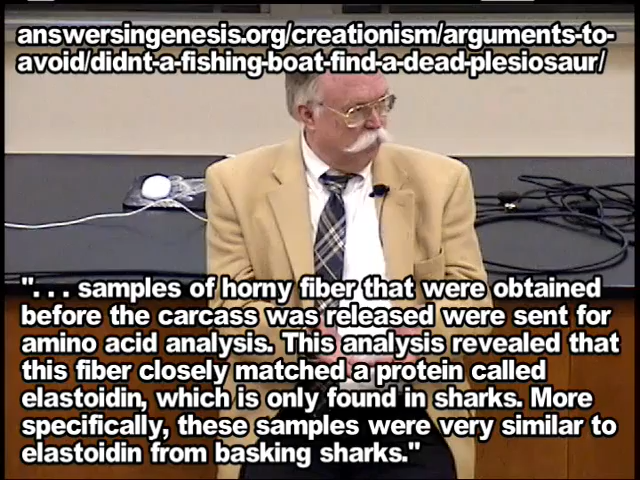 answersingenesis.org/creationism/arguments-to-
avoid/didnt-a-fishing-boat-find-a-dead-plesiosaur/
". . . samples of horny fiber that were obtained
before the carcass was released were sent for
amino acid analysis. This analysis revealed that
this fiber closely matched a protein called
elastoidin, which is only found in sharks. More
specifically, these samples were very similar to
elastoidin from basking sharks."